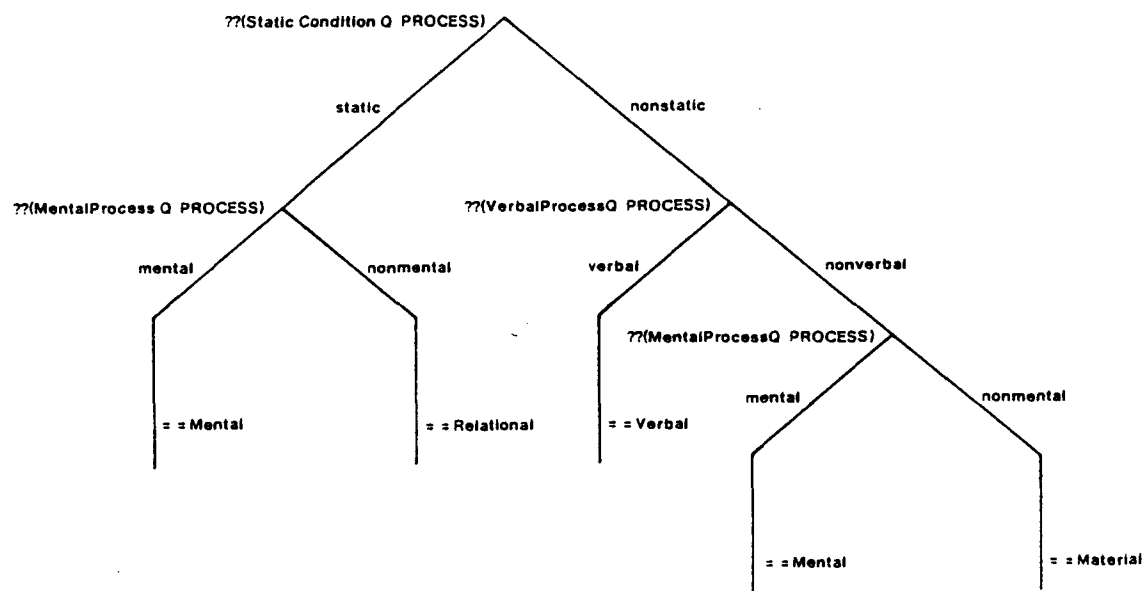 ??(Static Condition Q PROCESS)
static
nonstatic
??(MentalProcess Q PROCESS)
??(VerbalProcessQ PROCESS)
mental
nonmental
verbal
nonverbal
??(MentalProcessQ PROCESS)
mental
nonmental
= =Mental
= =Relational
= =Verbal
= =Mental
= =Material